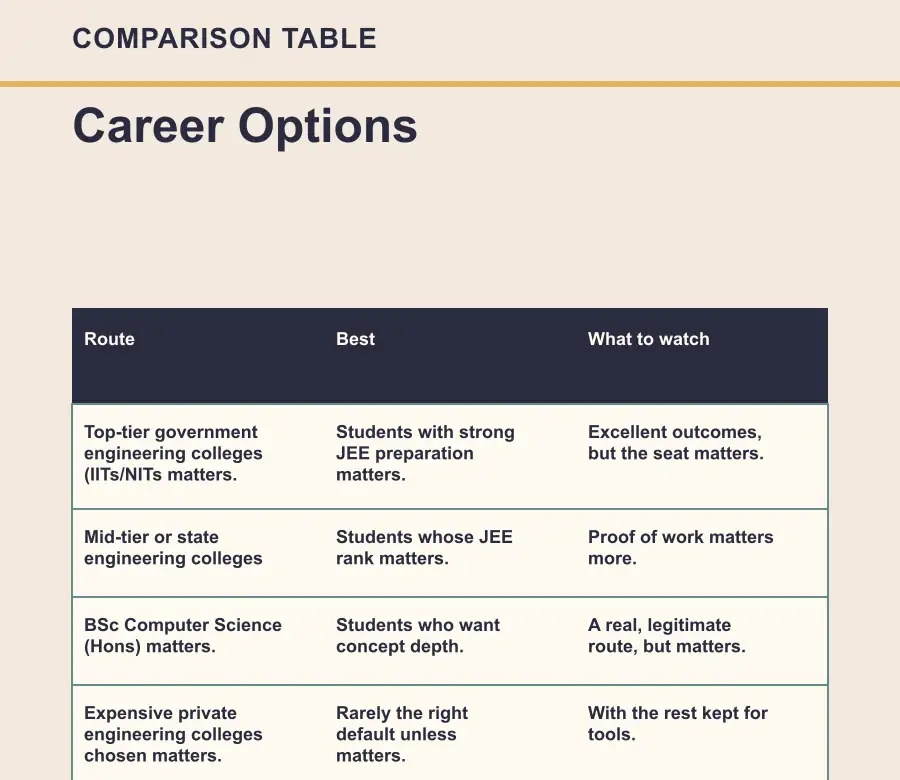 COMPARISON TABLE
Career Options
Route Best What to watch
Top-tier government
engineering colleges
(IITs/NITs matters.
Students with strong
JEE preparation
matters.
Excellent outcomes,
but the seat matters.
Mid-tier or state
engineering colleges
Students whose JEE
rank matters.
Proof of work matters
more.
BSc Computer Science
(Hons) matters.
Students who want
concept depth.
A real, legitimate
route, but matters.
Expensive private
engineering colleges
chosen matters.
Rarely the right
default unless
matters.
With the rest kept for
tools.